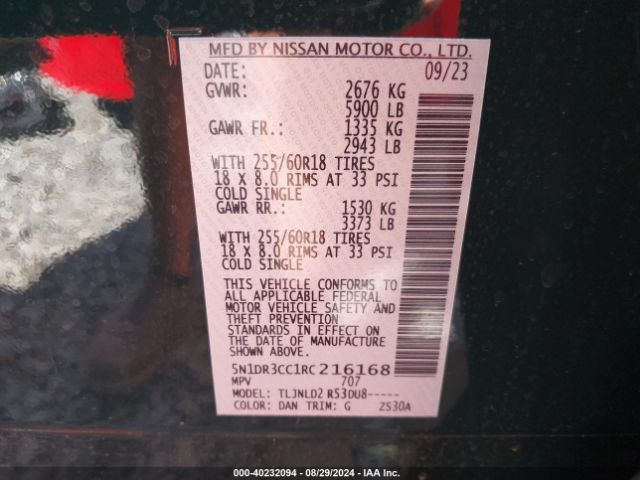 MFD BY NISSAN MOTOR CO., LTD.
DATE: 09/23
GVWR: 2676 KG
5900 LB
GAWR FR.: 1335 KG
2943 LB
WITH 255/60R18 TIRES
18 X 8.0 RIMS AT 33 PSI
COLD SINGLE
GAWR RR.: 1530 KG
3373 LB
WITH 255/60R18 TIRES
18 X 8.0 RIMS AT 33 PSI
COLD SINGLE
THIS VEHICLE CONFORMS TO
ALL APPLICABLE FEDERAL
MOTOR VEHICLE SAFETY AND
THEFT PREVENTION
STANDARDS IN EFFECT ON
THE DATE OF MANUFACTURE
SHOWN ABOVE.
5N1DR3CC1RC216168
MPV 707
MODEL: TLJNLD2 R53DU8-----
COLOR: DAN TRIM: G ZS30A
000-40232094 - 08/29/2024 - IAA Inc.